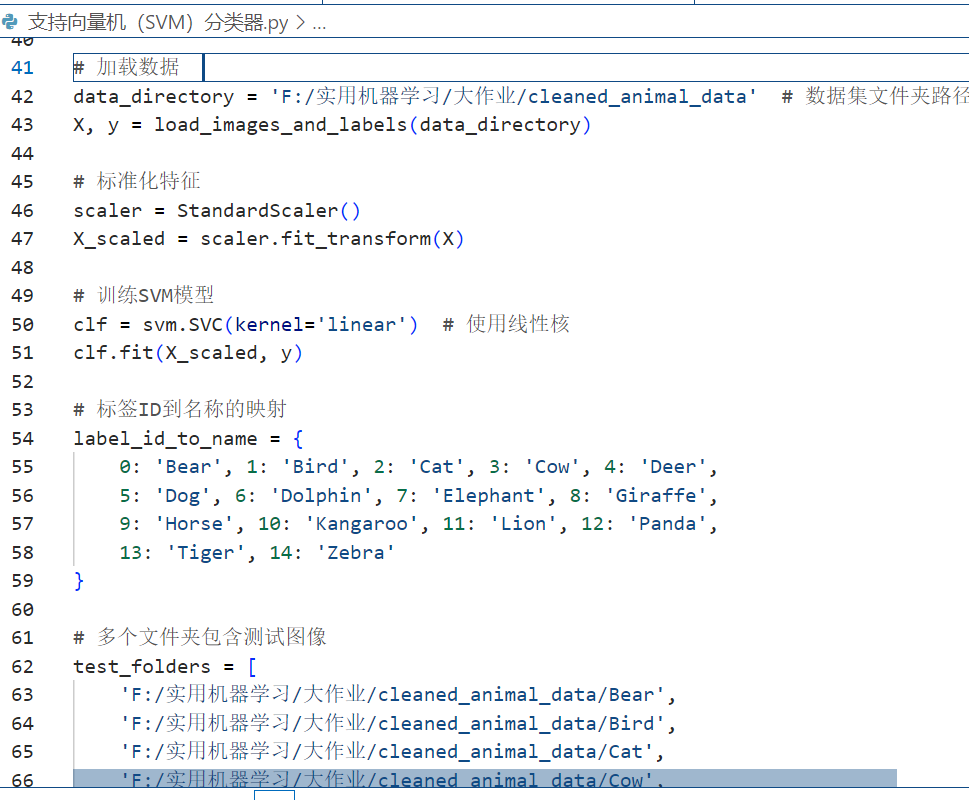 支持向量机（SVM）分类器.py > ...
40
41 # 加载数据
42 data_directory = 'F:/实用机器学习/大作业/cleaned_animal_data'  # 数据集文件夹路径
43 X, y = load_images_and_labels(data_directory)
44
45 # 标准化特征
46 scaler = StandardScaler()
47 X_scaled = scaler.fit_transform(X)
48
49 # 训练SVM模型
50 clf = svm.SVC(kernel='linear')  # 使用线性核
51 clf.fit(X_scaled, y)
52
53 # 标签ID到名称的映射
54 label_id_to_name = {
55     0: 'Bear', 1: 'Bird', 2: 'Cat', 3: 'Cow', 4: 'Deer',
56     5: 'Dog', 6: 'Dolphin', 7: 'Elephant', 8: 'Giraffe',
57     9: 'Horse', 10: 'Kangaroo', 11: 'Lion', 12: 'Panda',
58     13: 'Tiger', 14: 'Zebra'
59 }
60
61 # 多个文件夹包含测试图像
62 test_folders = [
63     'F:/实用机器学习/大作业/cleaned_animal_data/Bear',
64     'F:/实用机器学习/大作业/cleaned_animal_data/Bird',
65     'F:/实用机器学习/大作业/cleaned_animal_data/Cat',
66     'F:/实用机器学习/大作业/cleaned_animal_data/Cow',